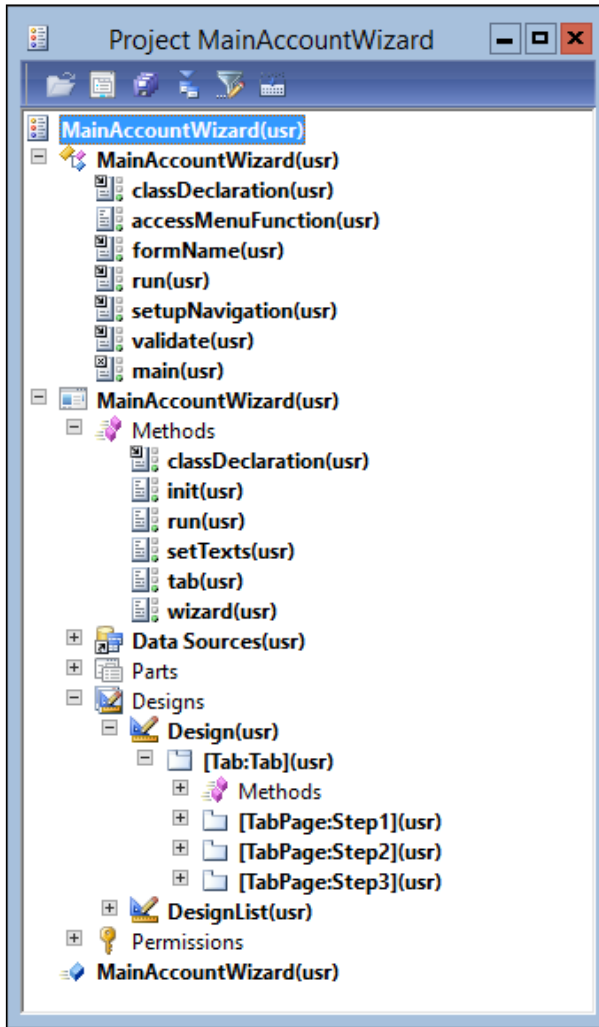 Project MainAccountWizard
MainAccountWizard(usr)
MainAccountWizard(usr)
classDeclaration(usr)
accessMenuFunction(usr)
formName(usr)
run(usr)
setupNavigation(usr)
validate(usr)
main(usr)
MainAccountWizard(usr)
Methods
classDeclaration(usr)
init(usr)
run(usr)
setTexts(usr)
tab(usr)
wizard(usr)
Data Sources(usr)
Parts
Designs
Design(usr)
[Tab:Tab](usr)
Methods
[TabPage:Step1](usr)
[TabPage:Step2](usr)
[TabPage:Step3](usr)
DesignList(usr)
Permissions
MainAccountWizard(usr)